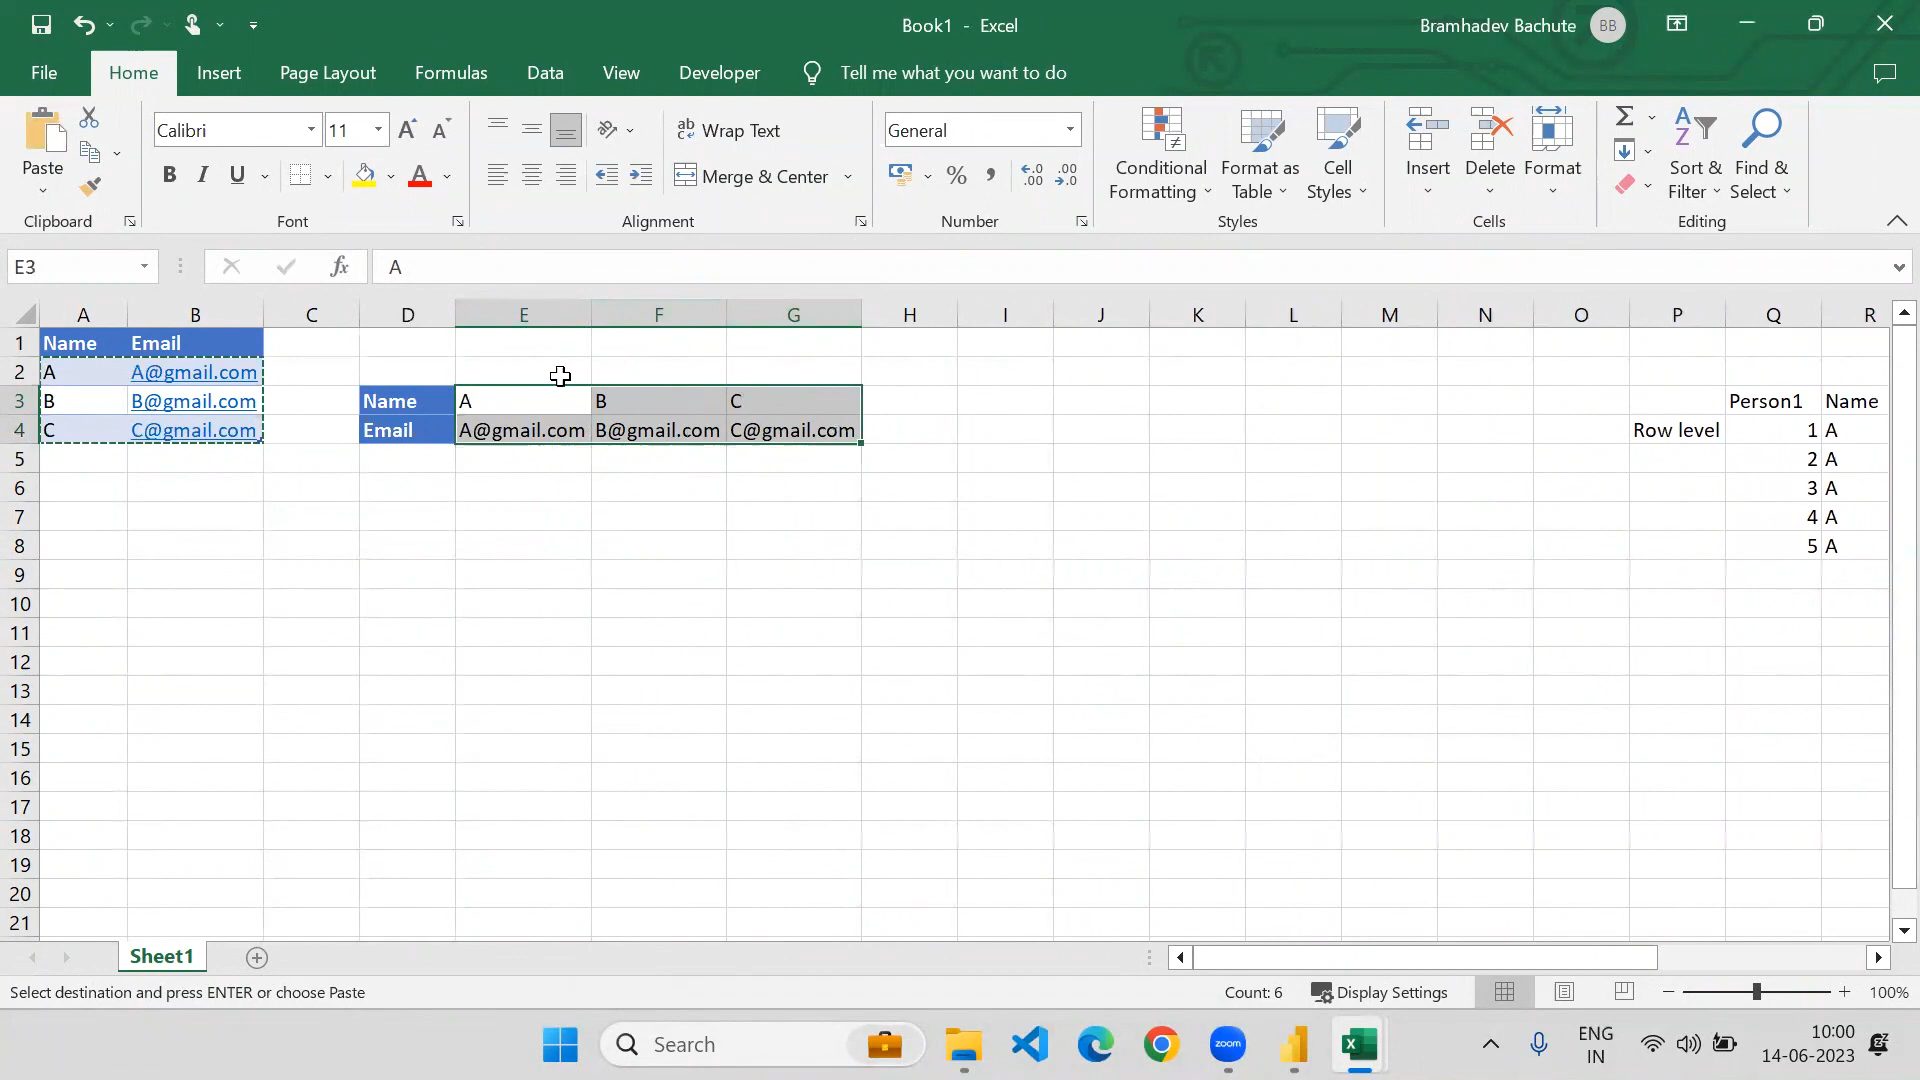 Book1 - Excel
Bramhadev Bachute
BB
File Home Insert Page Layout Formulas Data View Developer Tell me what you want to do
Paste
Clipboard
Calibri 11
B I U A
Font
ab Wrap Text
Merge & Center
Alignment
General
% ,
Number
Conditional Formatting
Format as Table
Cell Styles
Styles
Insert Delete Format
Cells
Sort & Filter
Find & Select
Editing
E3 fx A
A B C D E F G H I J K L M N O P Q R
1 Name Email
2 A A@gmail.com
3 B B@gmail.com Name A B C Person1 Name
4 C C@gmail.com Email A@gmail.com B@gmail.com C@gmail.com Row level 1 A
5 2 A
6 3 A
7 4 A
8 5 A
9
10
11
12
13
14
15
16
17
18
19
20
21
Sheet1
Select destination and press ENTER or choose Paste
Count: 6 Display Settings 100%
Search
zoom
ENG
IN
10:00
14-06-2023